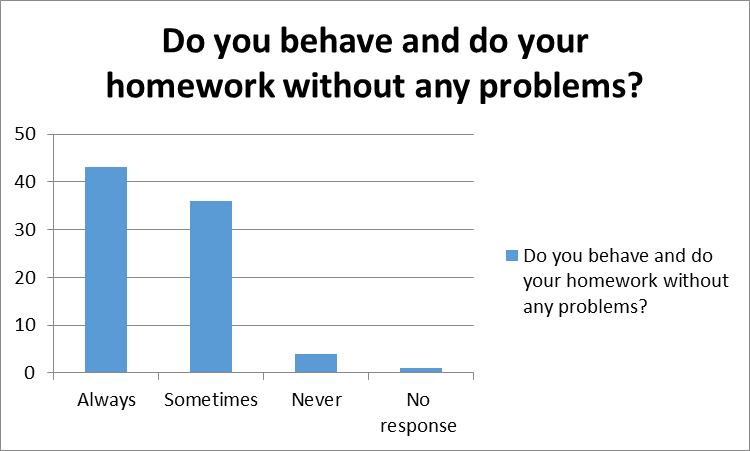 Do you behave and do your
homework without any problems?
50
40
30
20
10
0
Always
Sometimes
Never
No
response
Do you behave and do
your homework without
any problems?